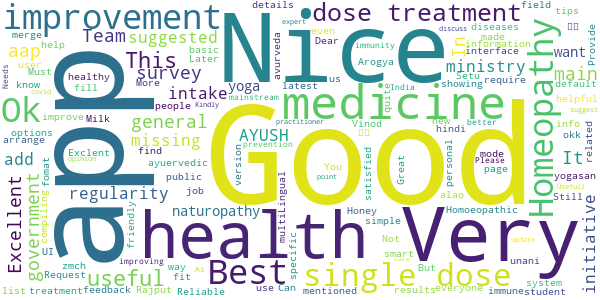 improvement
Nice
dose treatment
details
expert
field
tips
merge
help
Team
suggested
Dear
even
immunity
diseases
made
information
basic
Later
aap
This
In
discuss
interface
want
Default
Needs
Must
healthy
fill
More
survey
ayurveda
us
Arogya
ministry
latest
quite
Setu
require
main
Provide
know
options
improve
Milk
people
yoga
India
showing
Homeopathy
Ok
app
covid
Kindly
mainstream
intake
medicine
helpful
suggest
arrange
Exclent
find
general
AYUSH
practitioner
Vinod
new
better
hindi
okk
info
add
missing
ayuervedic
version
prevention
satisfied
Great
You
mode
Please
personal
page
It
related
Excellent
government
opinion
fomat
public
regularity
job
Good
point
alao
yogasan
Usefull
Still
initiative
compiling
UI
friendly
naturopathy
multiLingual
Honey
Homoeopathic
simple
specific
health
Very
unani
zmch
improving
useful
way
fit
Best
Not
smart
But
everyone
single dose
update
system
Request
Rajput
As
list
treatment
feedback
Reliable
use
Can
mentioned
results
immune
student